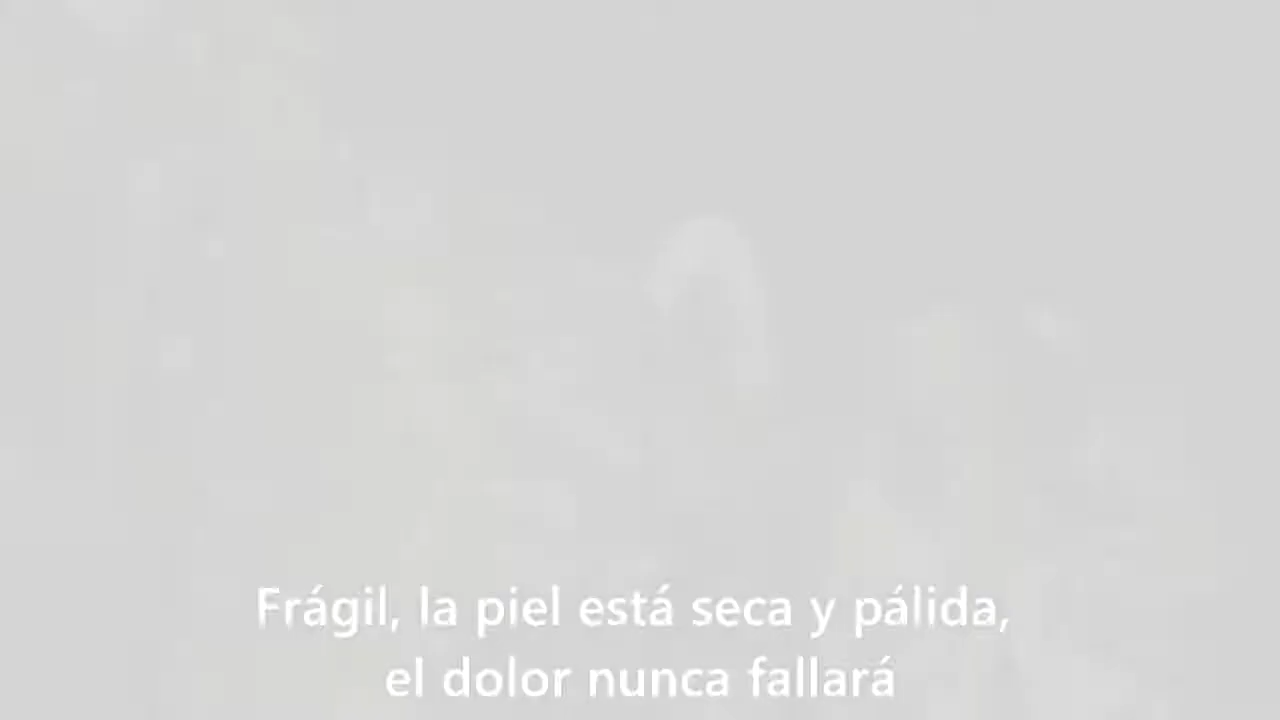 Frágil, la piel está seca y pálida,
el dolor nunca fallará